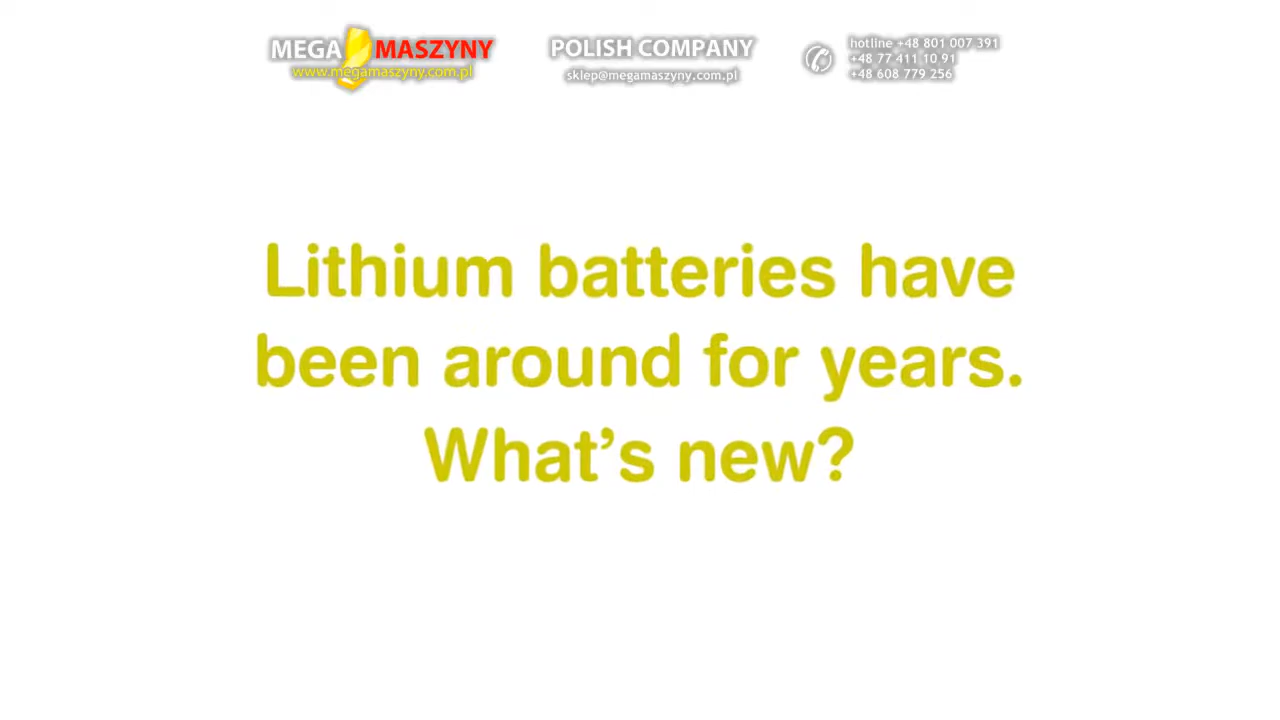 MEGA MASZYNY
www.megamaszyny.com.pl
POLISH COMPANY
sklep@megamaszyny.com.pl
hotline +48 801 007 391
+48 77 411 10 91
+48 608 779 256
Lithium batteries have
been around for years.
What’s new?